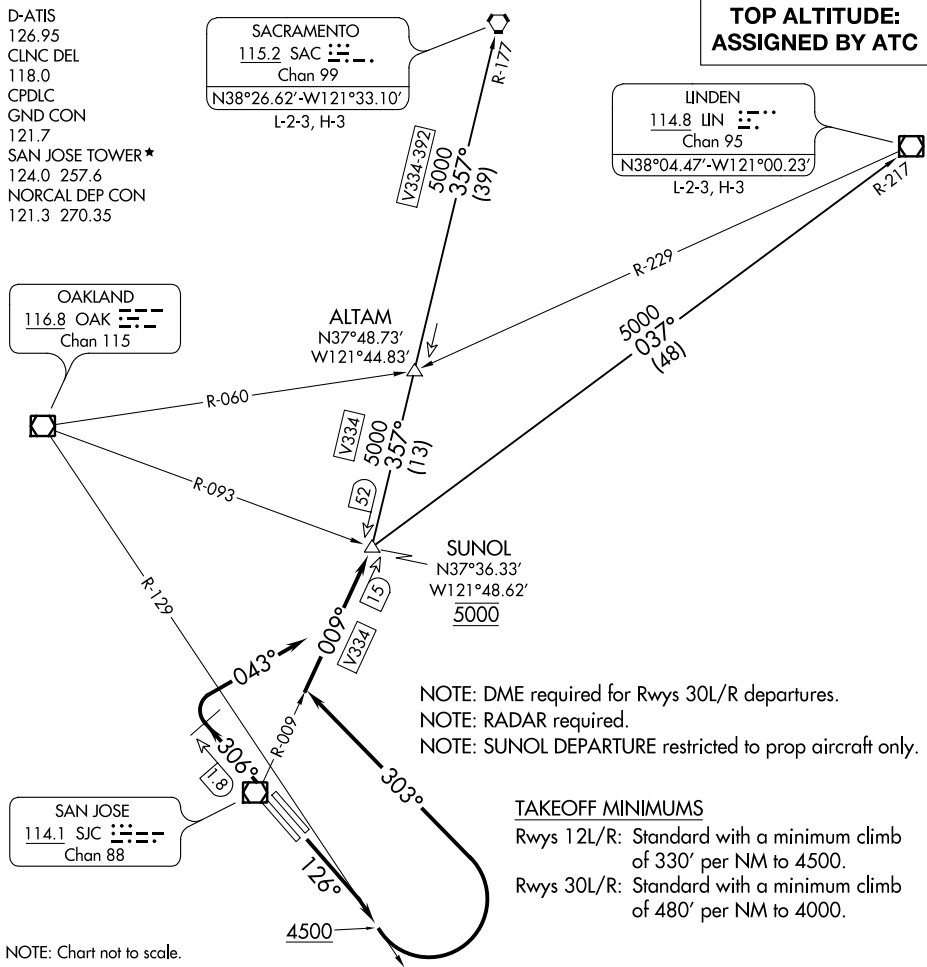 D-ATIS
126.95
CLNC DEL
118.0
CPDLC
GND CON
121.7
SAN JOSE TOWER★
124.0 257.6
NORCAL DEP CON
121.3 270.35
SACRAMENTO
115.2 SAC
Chan 99
N38°26.62'-W121°33.10'
L-2-3, H-3
R-177
TOP ALTITUDE:
ASSIGNED BY ATC
LINDEN
114.8 LIN
Chan 95
N38°04.47'-W121°00.23'
L-2-3, H-3
R-217
V334-392
5000
357°
(39)
R-229
OAKLAND
116.8 OAK
Chan 115
ALTAM
N37°48.73'
W121°44.83'
5000
037°
(48)
R-060
V334
5000
357°
(13)
R-093
52
SUNOL
N37°36.33'
W121°48.62'
5000
15
R-129
009°
V334
043°
R-009
306°
1.8
303°
SAN JOSE
114.1 SJC
Chan 88
126°
4500
NOTE: DME required for Rwys 30L/R departures.
NOTE: RADAR required.
NOTE: SUNOL DEPARTURE restricted to prop aircraft only.
TAKEOFF MINIMUMS
Rwys 12L/R: Standard with a minimum climb
of 330' per NM to 4500.
Rwys 30L/R: Standard with a minimum climb
of 480' per NM to 4000.
NOTE: Chart not to scale.